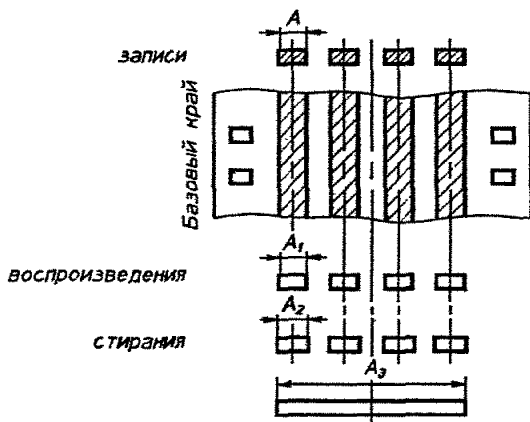 A
записи
Базовый край
A₁
воспроизведения
A₂
стирания
A₃